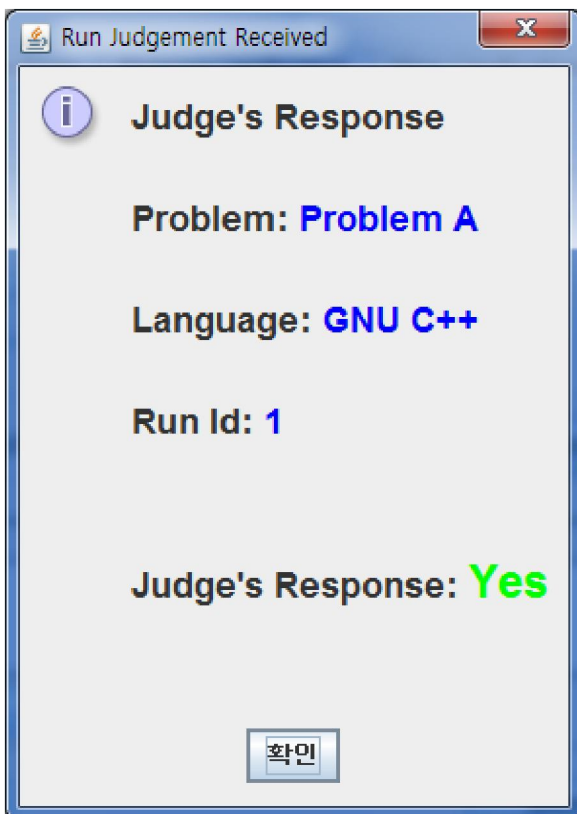 Run Judgement Received
Judge's Response
Problem: Problem A
Language: GNU C++
Run Id: 1
Judge's Response: Yes
확인